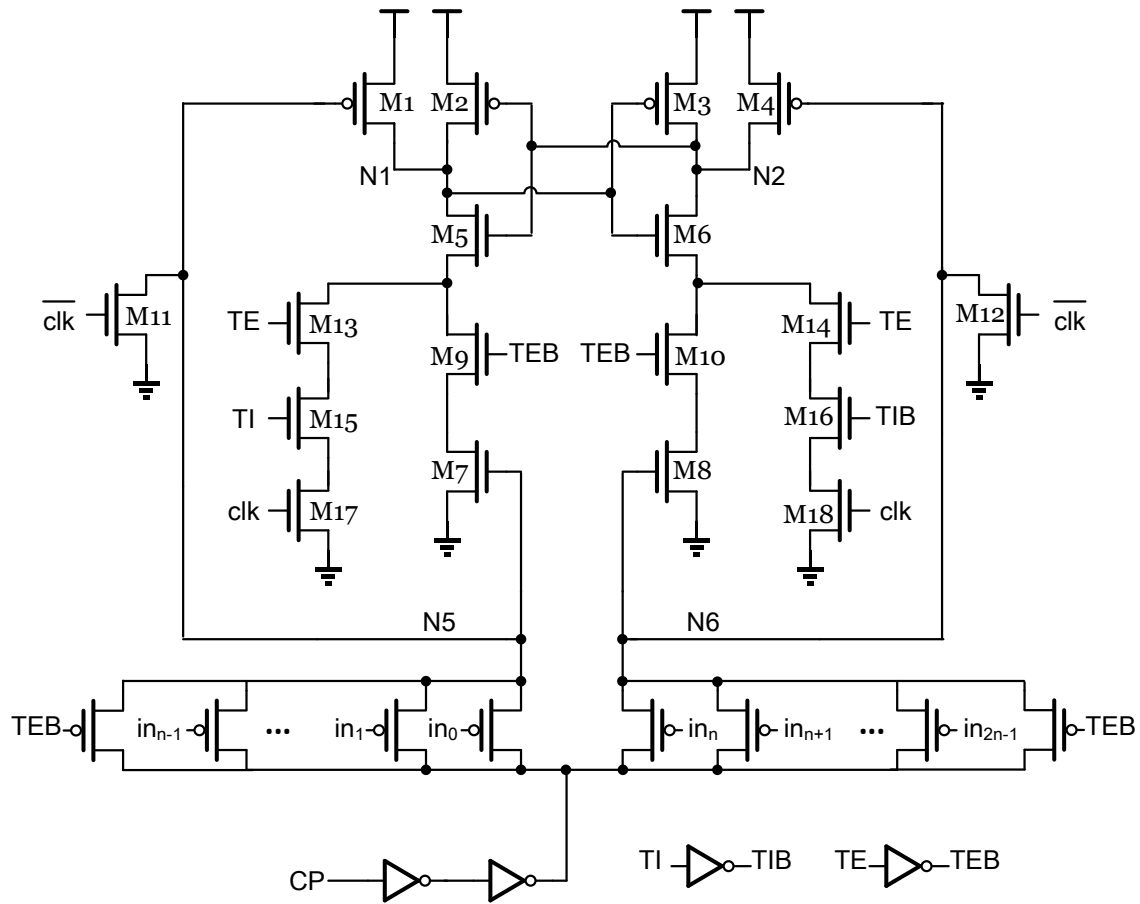 M1 M2 M3 M4
N1 N2
M5 M6
clk M11 TE M13 M14 TE M12 clk
M9 TEB TEB M10
TI M15 M16 TIB
M7 M8
clk M17 M18 clk
N5 N6
TEB inn-1 ... in1 in0 inn inn+1 ... in2n-1 TEB
CP TI TIB TE TEB